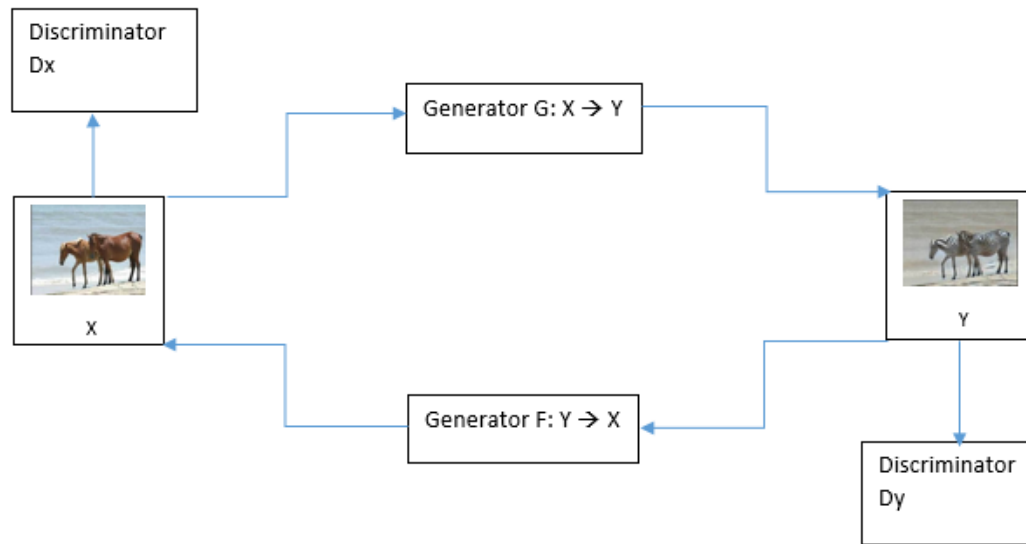 Discriminator
Dx
Generator G: X → Y
X
Y
Generator F: Y → X
Discriminator
Dy